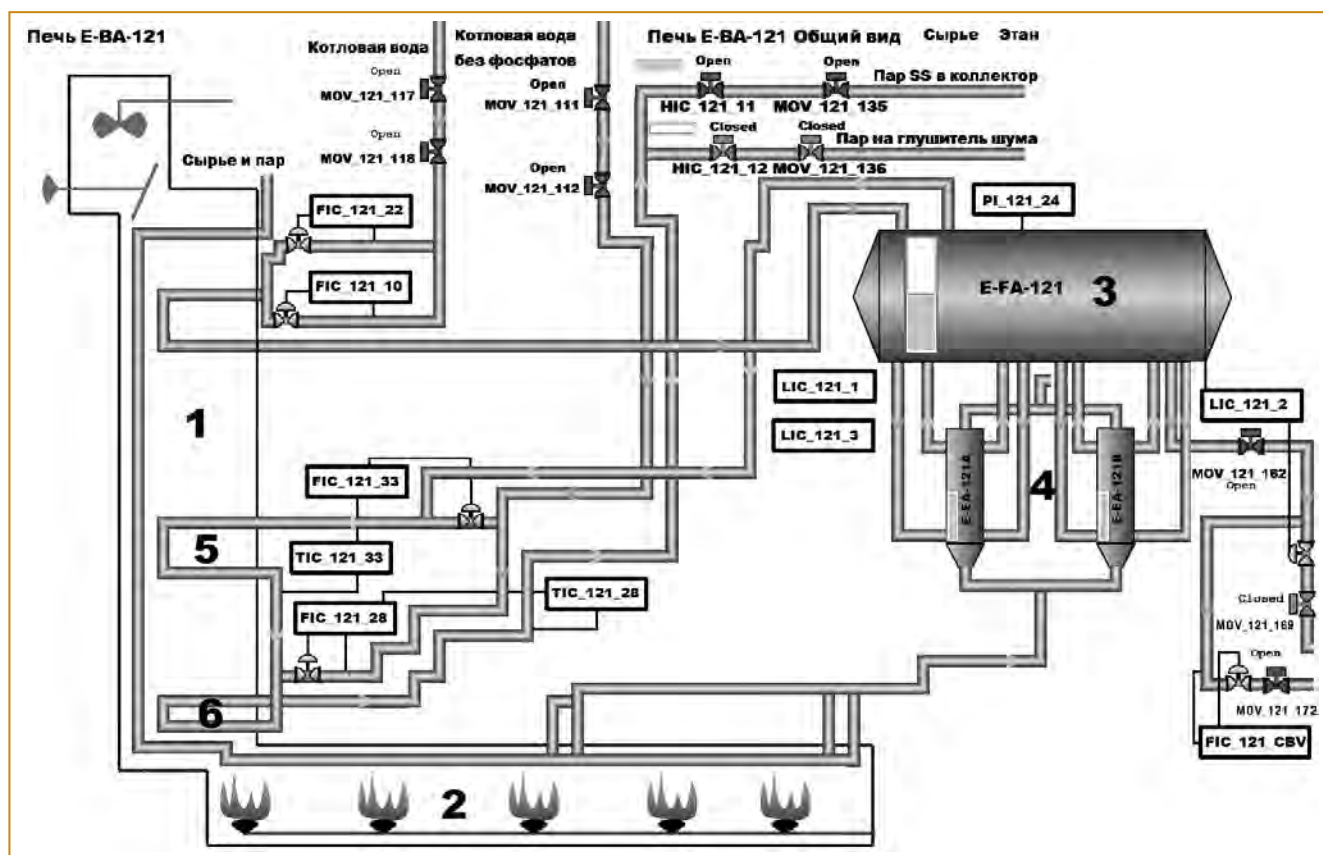 Печь E-BA-121
Котловая вода
Open
MOV_121_117
Open
MOV_121_118
Котловая вода
без фосфатов
Open
MOV_121_111
Open
MOV_121_112
Печь E-BA-121 Общий вид Сырье Этан
Open Open
Пар SS в коллектор
HIC_121_11 MOV_121_135
Closed Closed
Пар на глушитель шума
HIC_121_12 MOV_121_136
Сырье и пар
FIC_121_22
FIC_121_10
PI_121_24
E-FA-121 3
LIC_121_1
LIC_121_3
LIC_121_2
MOV_121_162
Open
1
FIC_121_33
5
TIC_121_33
E-EA-121A
4
E-EA-121B
FIC_121_28
TIC_121_28
Closed
MOV_121_169
Open
MOV_121_172
FIC_121_CBV
6
2